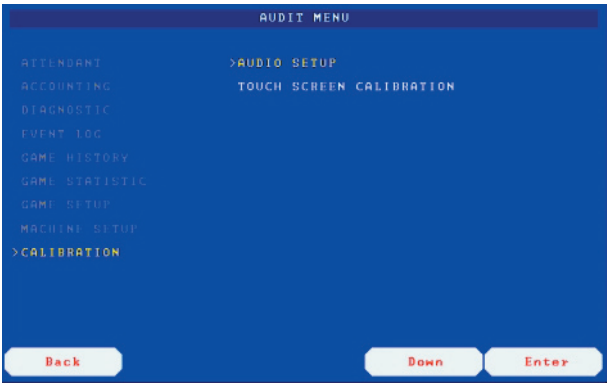 AUDIT MENU
ATTENDANT
ACCOUNTING
DIAGNOSTIC
EVENT LOG
GAME HISTORY
GAME STATISTIC
GAME SETUP
MACHINE SETUP
>CALIBRATION
>AUDIO SETUP
TOUCH SCREEN CALIBRATION
Back
Down
Enter